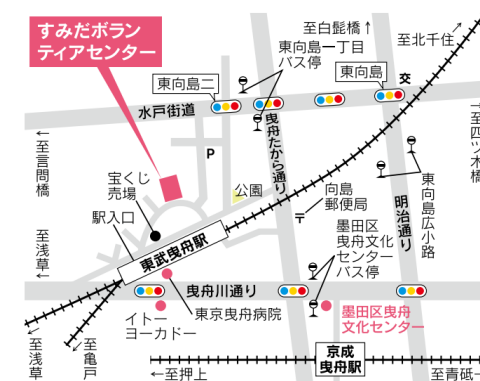 すみだボラン
ティアセンター
至白髭橋↑
至北千住
東向島一丁目
バス停
東向島二
東向島
交
水戸街道
曳舟たから通り
→至四ツ木橋
←至言問橋
P
宝くじ
売場
公園
向島
郵便局
〒
明治通り
東向島広小路
駅入口
墨田区
曳舟文化
センター
バス停
東武曳舟駅
←至浅草
曳舟川通り
東京曳舟病院
イトー
ヨーカドー
墨田区曳舟
文化センター
←至浅草
←至亀戸
京成
曳舟駅
←至押上
至青砥→